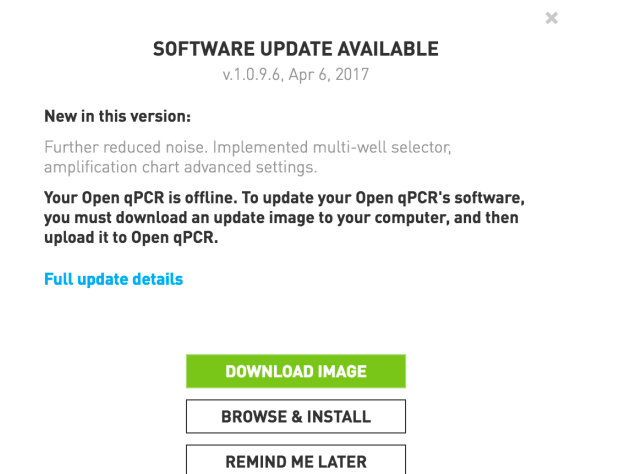 SOFTWARE UPDATE AVAILABLE
v.1.0.9.6, Apr 6, 2017
New in this version:
Further reduced noise. Implemented multi-well selector,
amplification chart advanced settings.
Your Open qPCR is offline. To update your Open qPCR's software,
you must download an update image to your computer, and then
upload it to Open qPCR.
Full update details
DOWNLOAD IMAGE
BROWSE & INSTALL
REMIND ME LATER